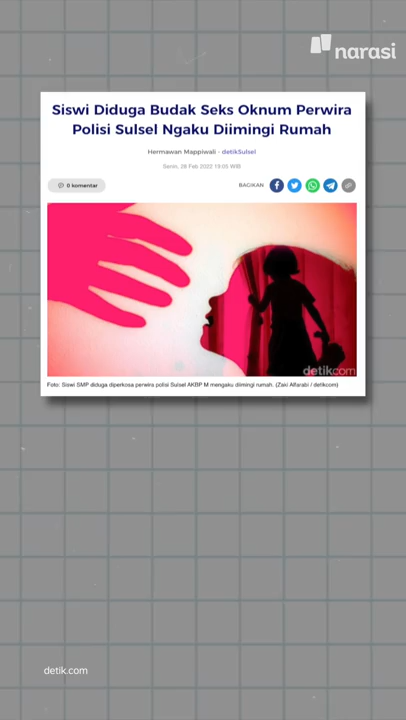 narasi
Siswi Diduga Budak Seks Oknum Perwira
Polisi Sulsel Ngaku Diimingi Rumah
Hermawan Mappiwali - detikSulsel
Senin, 28 Feb 2022 19:05 WIB
0 komentar
BAGIKAN
detikcom
Foto: Siswi SMP diduga diperkosa perwira polisi Sulsel AKBP M mengaku diimingi rumah. (Zaki Alfarabi / detikcom)
detik.com